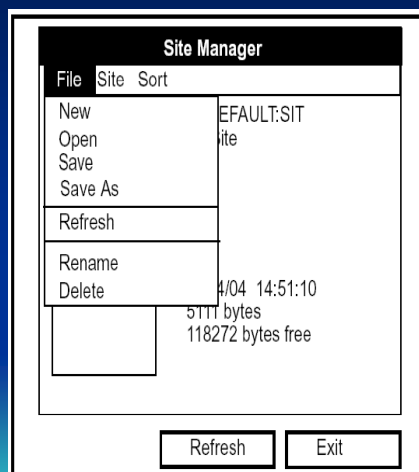 Site Manager
File Site Sort
New
EFAULT:SIT
Open
ite
Save
Save As
Refresh
Rename
Delete
4/04 14:51:10
5111 bytes
118272 bytes free
Refresh Exit